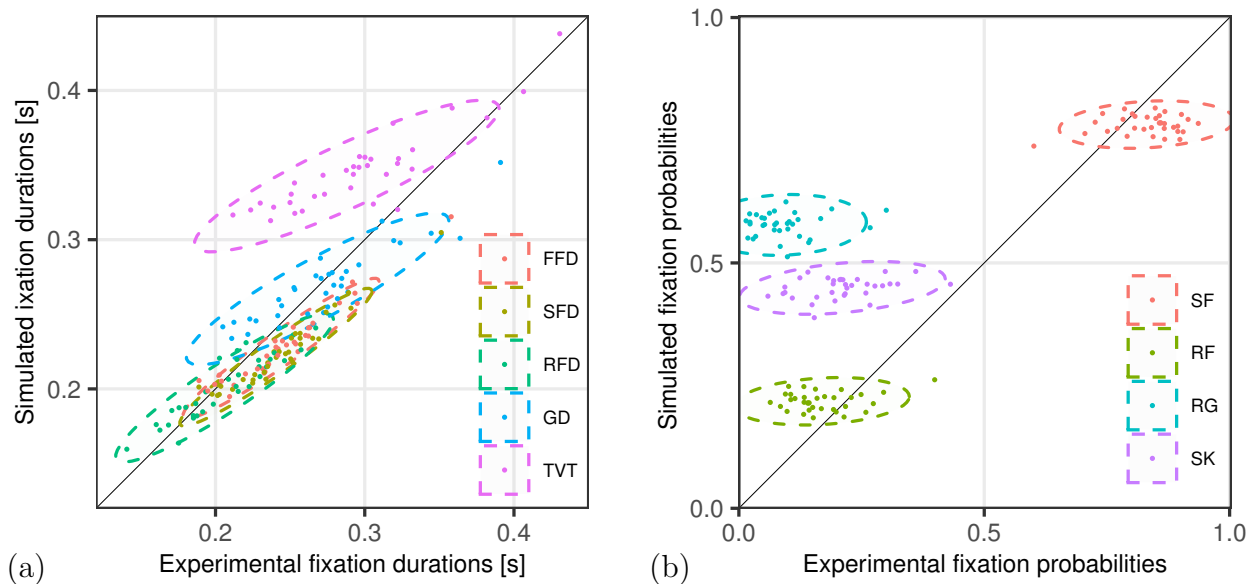 Simulated ixation durations [s]
0.4
0.3
0.2
0.2
0.3
0.4
Experimental fixation durations [s]
FFD
SFD
RFD
GD
TVT
(a)
Simulated fixation probabilities
1.0
0.5
0.0
0.0
0.5
1.0
Experimental fixation probabilities
SF
RF
RG
SK
(b)